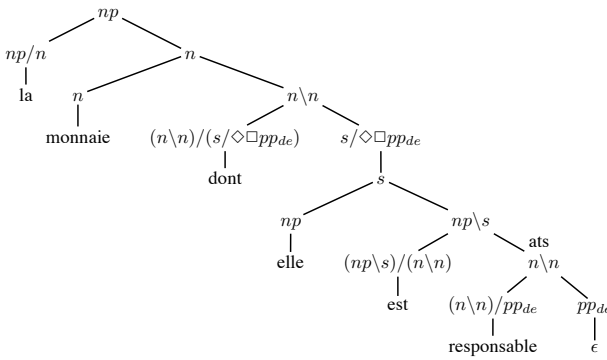 np
np/n n
la n n\n
monnaie (n\n)/(s/◇□pp_de) s/◇□pp_de
dont s
np np\s
elle (np\s)/(n\n) ats n\n
est (n\n)/pp_de pp_de
responsable ϵ